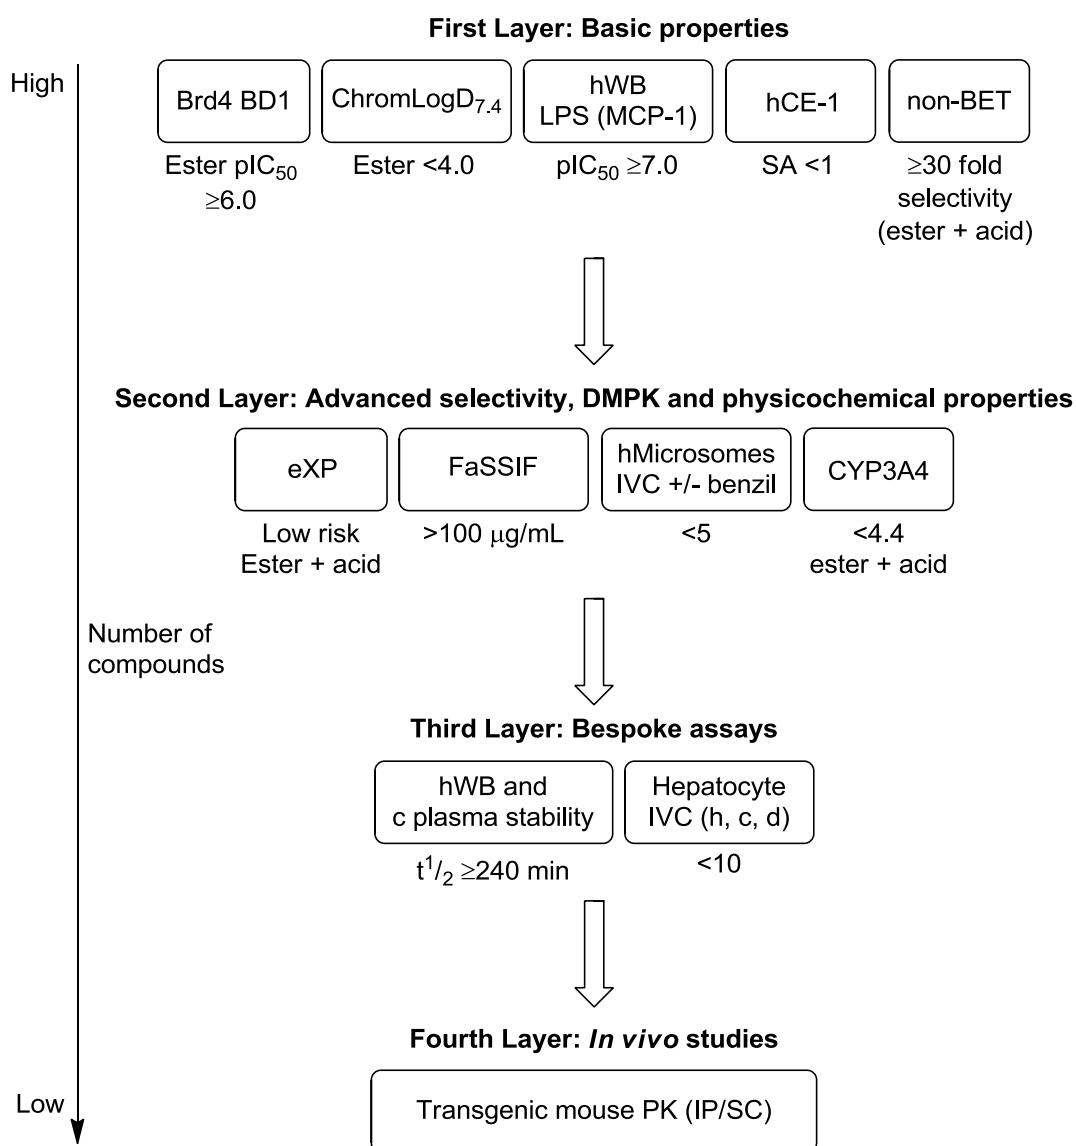 First Layer: Basic properties
High
Brd4 BD1
ChromLogD7.4
hWB
LPS (MCP-1)
hCE-1
non-BET
Ester pIC50
≥6.0
Ester <4.0
pIC50 ≥7.0
SA <1
≥30 fold
selectivity
(ester + acid)
Second Layer: Advanced selectivity, DMPK and physicochemical properties
eXP
FaSSIF
hMicrosomes
IVC +/- benzil
CYP3A4
Low risk
Ester + acid
>100 μg/mL
<5
<4.4
ester + acid
Number of
compounds
Third Layer: Bespoke assays
hWB and
c plasma stability
Hepatocyte
IVC (h, c, d)
t1/2 ≥240 min
<10
Fourth Layer: In vivo studies
Low
Transgenic mouse PK (IP/SC)